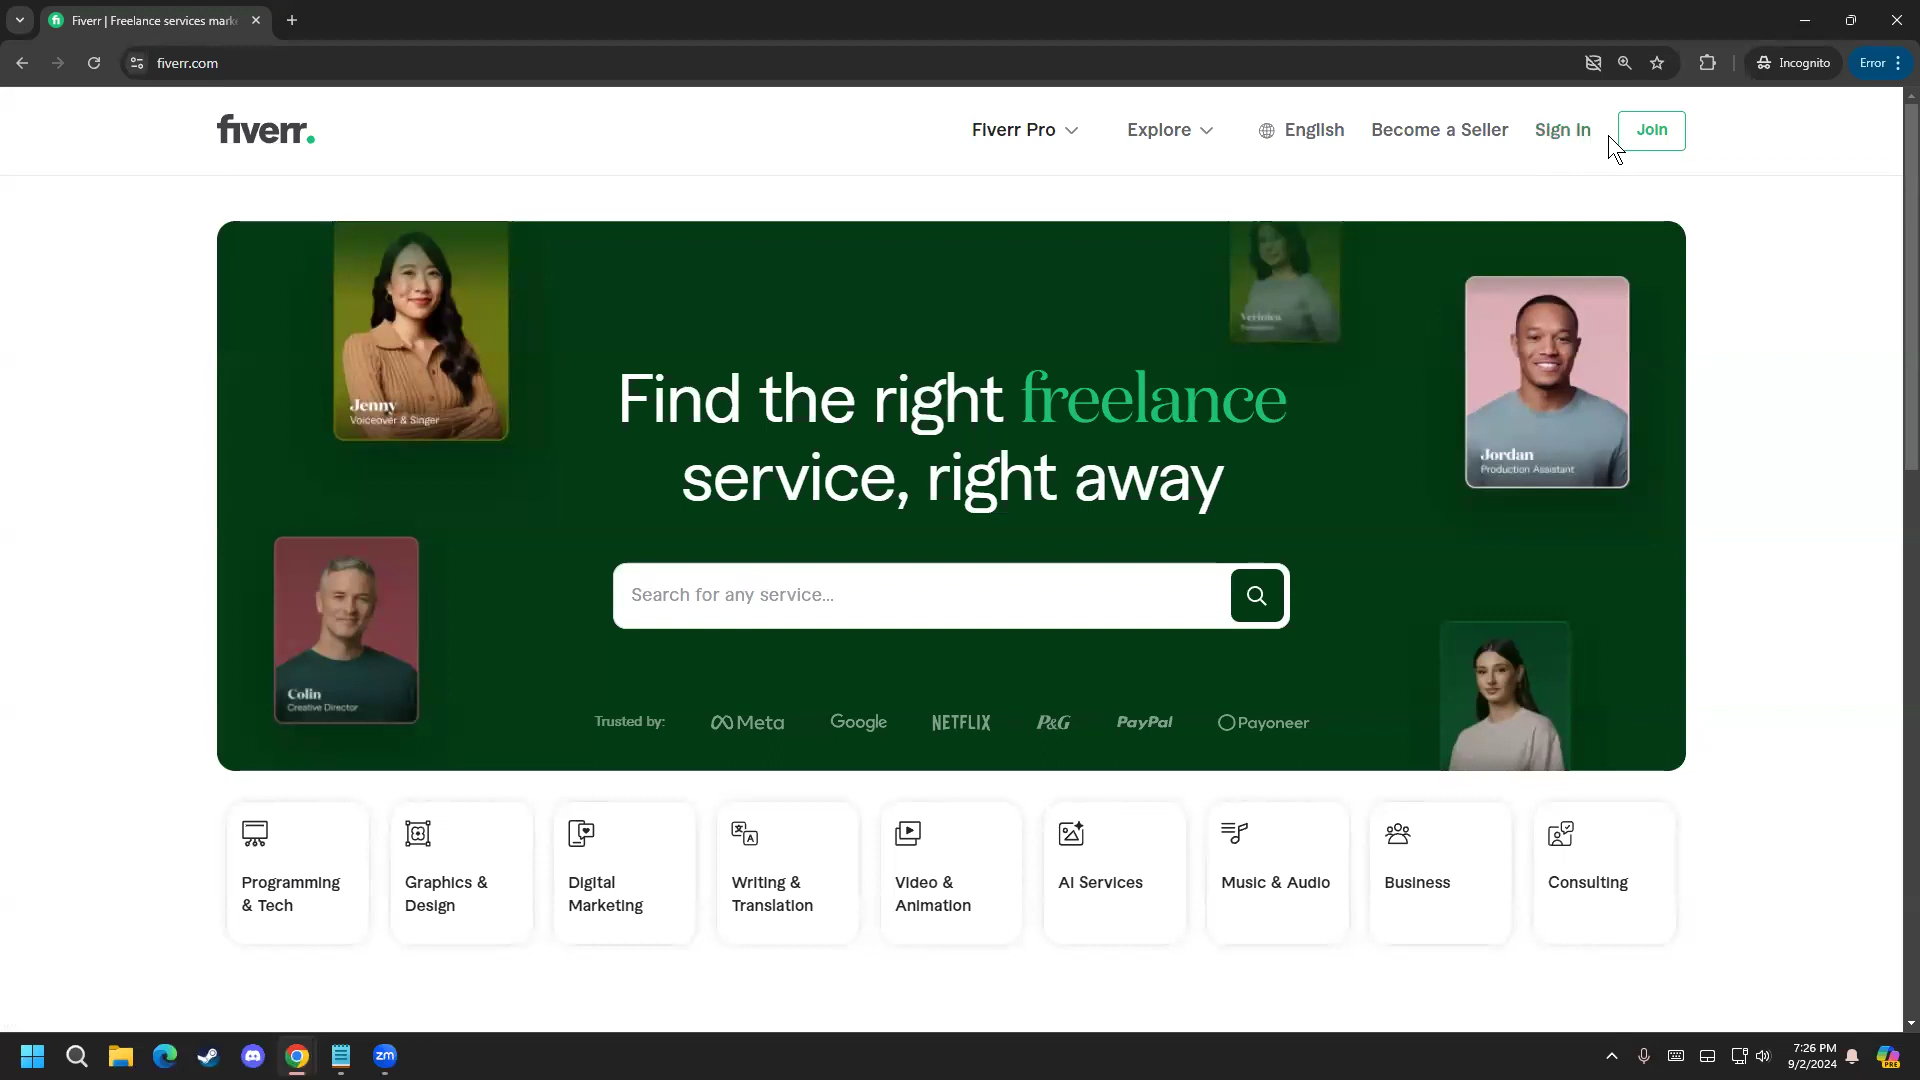 Fiverr | Freelance services mark
fiverr.com
Incognito
Error
fiverr.
Fiverr Pro
Explore
English
Become a Seller
Sign in
Join
Jenny
Voiceover & Singer
Jordan
Production Assistant
Find the right freelance
service, right away
Search for any service...
Colin
Creative Director
Trusted by:
Meta
Google
NETFLIX
P&G
PayPal
Payoneer
Programming
& Tech
Graphics &
Design
Digital
Marketing
Writing &
Translation
Video &
Animation
AI Services
Music & Audio
Business
Consulting
zm
7:26 PM
9/2/2024
PRE